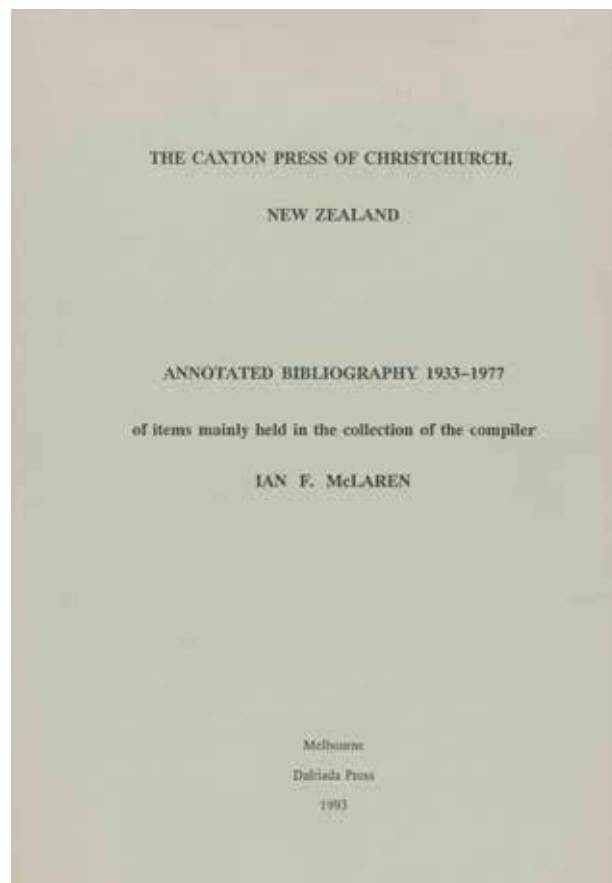 THE CAXTON PRESS OF CHRISTCHURCH,
NEW ZEALAND
ANNOTATED BIBLIOGRAPHY 1933–1977
of items mainly held in the collection of the compiler
IAN F. McLAREN
Melbourne
Dalriada Press
1993